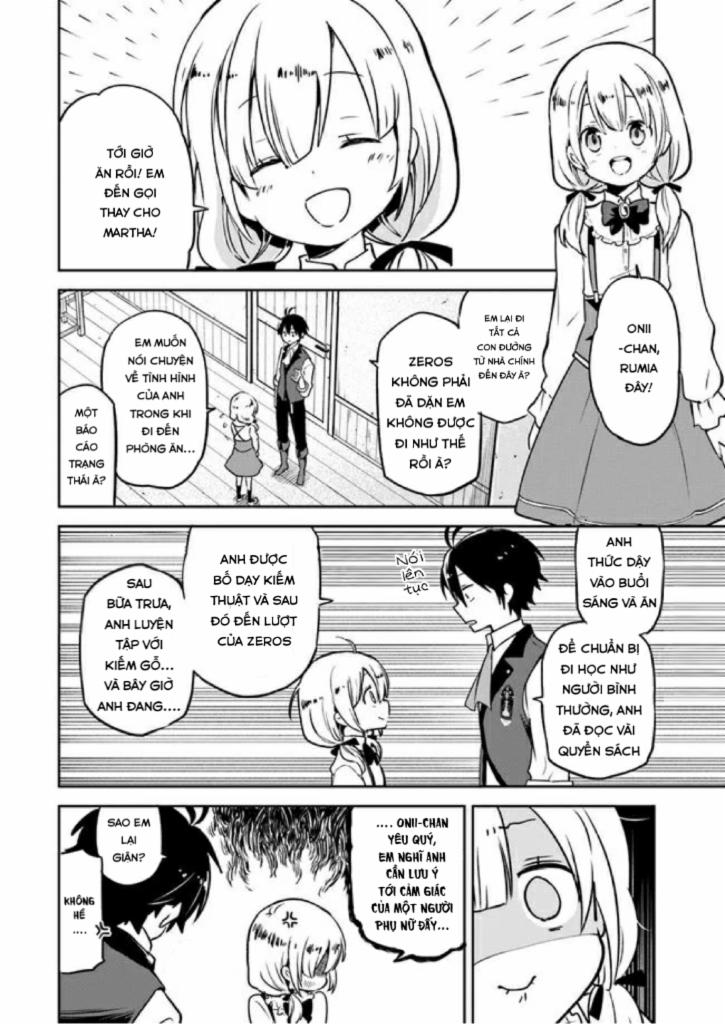 ONII
-CHAN,
RUMIA
ĐÂY!
TỚI GIỜ
ĂN RỒI! EM
ĐẾN GỌI
THAY CHO
MARTHA!
EM LẠI ĐI
TẤT CẢ
CON ĐƯỜNG
TỪ NHÀ CHÍNH
ĐẾN ĐÂY À?
ZEROS
KHÔNG PHẢI
ĐÃ DẶN EM
KHÔNG ĐƯỢC
ĐI NHƯ THẾ
RỒI À?
EM MUỐN
NÓI CHUYỆN
VỀ TÌNH HÌNH
CỦA ANH
TRONG KHI
ĐI ĐẾN
PHÒNG ĂN...
MỘT
BÁO
CÁO
TRẠNG
THÁI À?
ANH
THỨC DẬY
VÀO BUỔI
SÁNG VÀ ĂN
ĐỂ CHUẨN BỊ
ĐI HỌC NHƯ
NGƯỜI BÌNH
THƯỜNG, ANH
ĐÃ ĐỌC VÀI
QUYỂN SÁCH
Nói
liên
tục
ANH ĐƯỢC
BỐ DẠY KIẾM
THUẬT VÀ SAU
ĐÓ ĐẾN LƯỢT
CỦA ZEROS
SAU
BỮA TRƯA,
ANH LUYỆN
TẬP VỚI
KIẾM GỖ...
VÀ BÂY GIỜ
ANH ĐANG....
.... ONII-CHAN
YÊU QUÝ,
EM NGHĨ ANH
CẦN LƯU Ý
TỚI CẢM GIÁC
CỦA MỘT NGƯỜI
PHỤ NỮ ĐẤY...
SAO EM
LẠI
GIẬN?
KHÔNG
HỀ
....